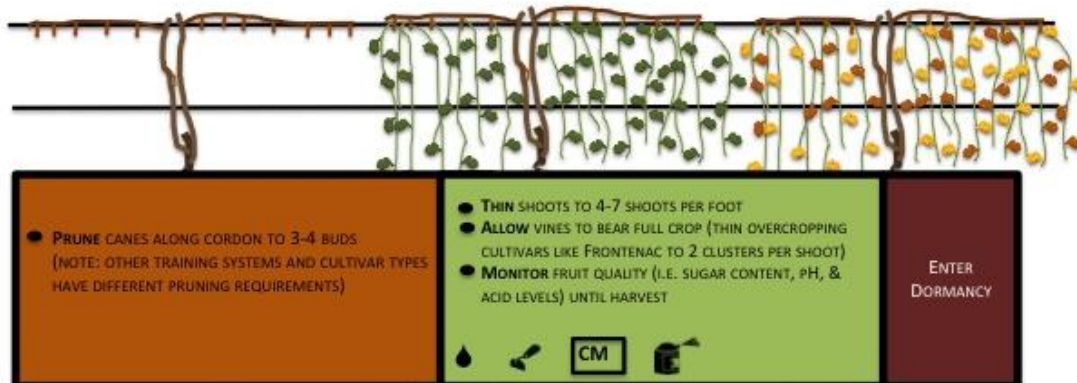 PRUNE CANES ALONG CORDON TO 3-4 BUDS
(NOTE: OTHER TRAINING SYSTEMS AND CULTIVAR TYPES
HAVE DIFFERENT PRUNING REQUIREMENTS)
THIN SHOOTS TO 4-7 SHOOTS PER FOOT
ALLOW VINES TO BEAR FULL CROP (THIN OVERCROPPING
CULTIVARS LIKE FRONTENAC TO 2 CLUSTERS PER SHOOT)
MONITOR FRUIT QUALITY (I.E. SUGAR CONTENT, PH, &
ACID LEVELS) UNTIL HARVEST
CM
ENTER
DORMANCY